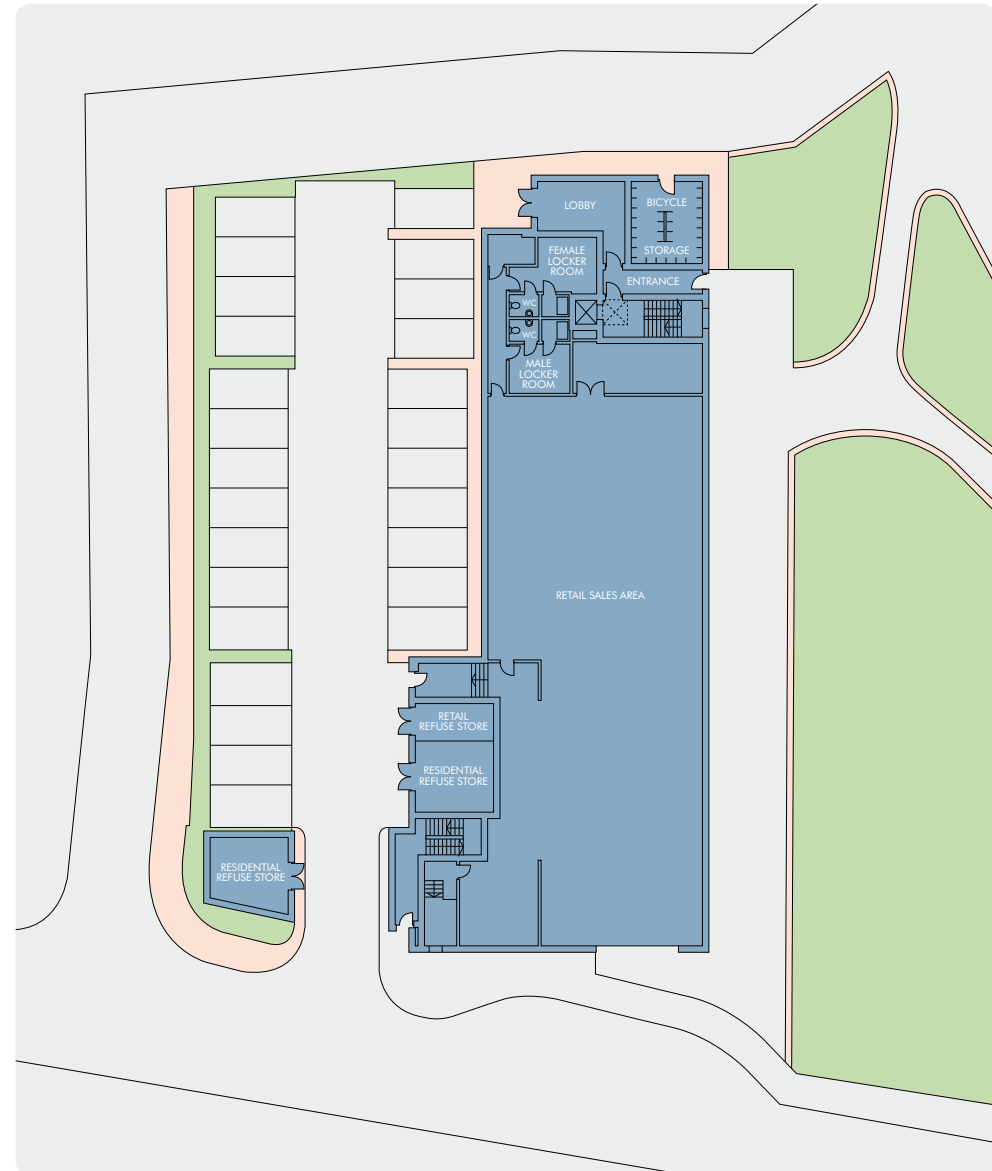 LOBBY
BICYCLE
STORAGE
FEMALE
LOCKER
ROOM
ENTRANCE
WC
WC
MALE
LOCKER
ROOM
RETAIL SALES AREA
RETAIL
REFUSE STORE
RESIDENTIAL
REFUSE STORE
RESIDENTIAL
REFUSE STORE